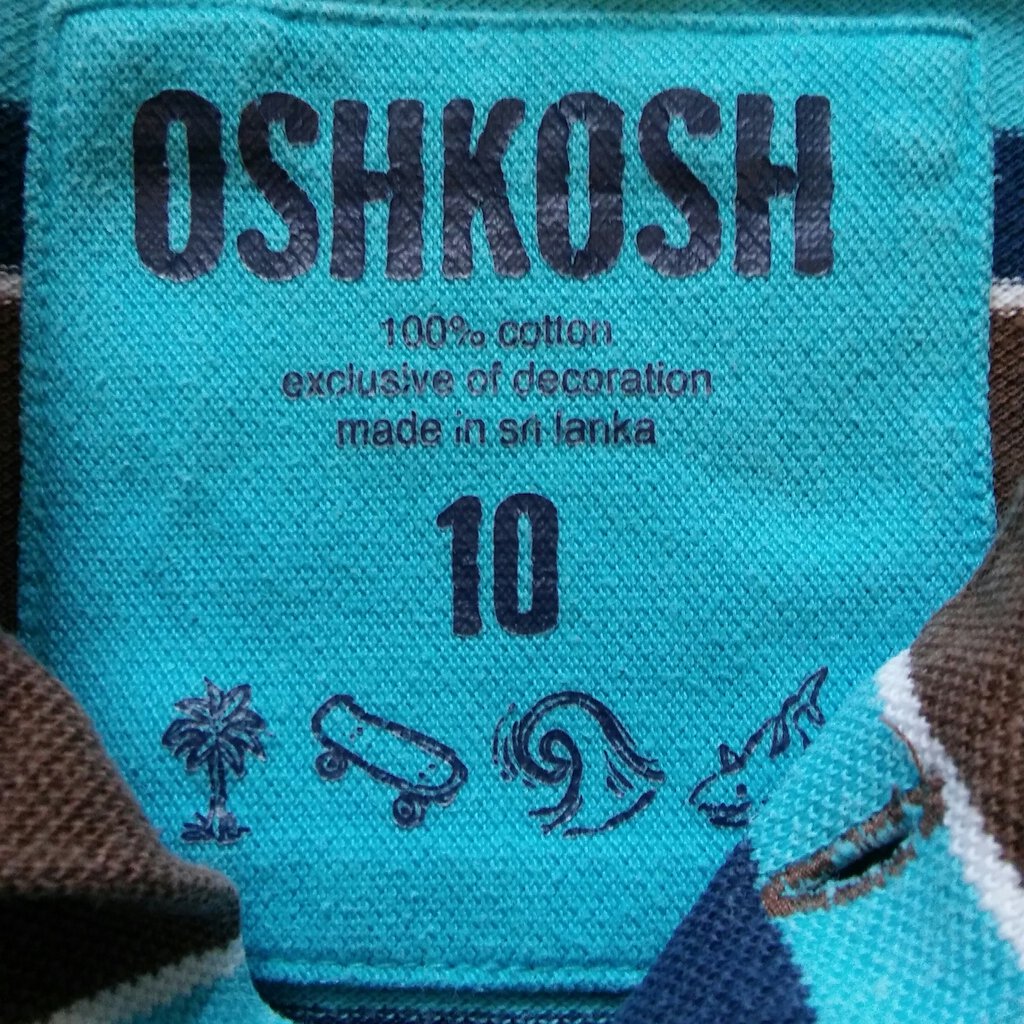 OSHKOSH
100% cotton
exclusive of decoration
made in sri lanka
10